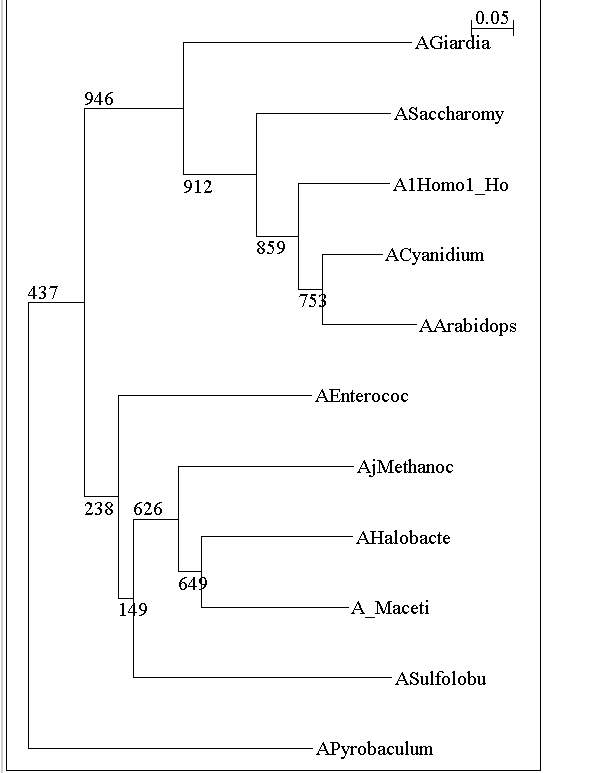 0.05
AGiardia
946
ASaccharomy
912
A1Homo1_Ho
859
ACyanidium
753
437
AArabidops
AEnterococ
AjMethanoc
238
626
AHalobacte
649
149
A_Maceti
ASulfolobu
APyrobaculum